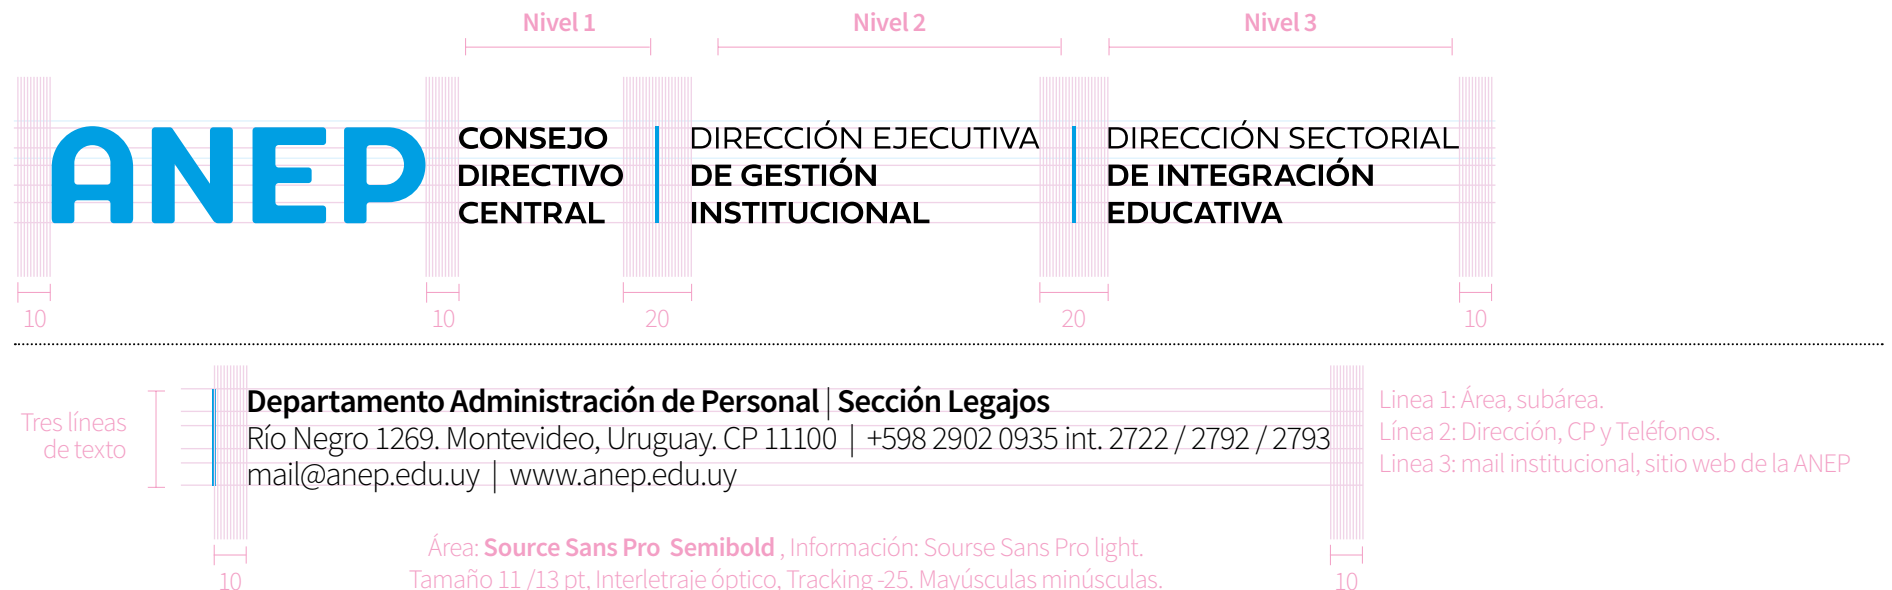 Nivel 1 Nivel 2 Nivel 3
ANEP
CONSEJO
DIRECTIVO
CENTRAL
DIRECCIÓN EJECUTIVA
DE GESTIÓN
INSTITUCIONAL
DIRECCIÓN SECTORIAL
DE INTEGRACIÓN
EDUCATIVA
10 10 20 20 10
Tres líneas
de texto
Departamento Administración de Personal | Sección Legajos
Río Negro 1269. Montevideo, Uruguay. CP 11100 | +598 2902 0935 int. 2722 / 2792 / 2793
mail@anep.edu.uy | www.anep.edu.uy
Linea 1: Área, subárea.
Línea 2: Dirección, CP y Teléfonos.
Linea 3: mail institucional, sitio web de la ANEP
Área: Source Sans Pro Semibold , Información: Sourse Sans Pro light.
Tamaño 11 /13 pt, Interletraje óptico, Tracking -25. Mayúsculas minúsculas.
10 10